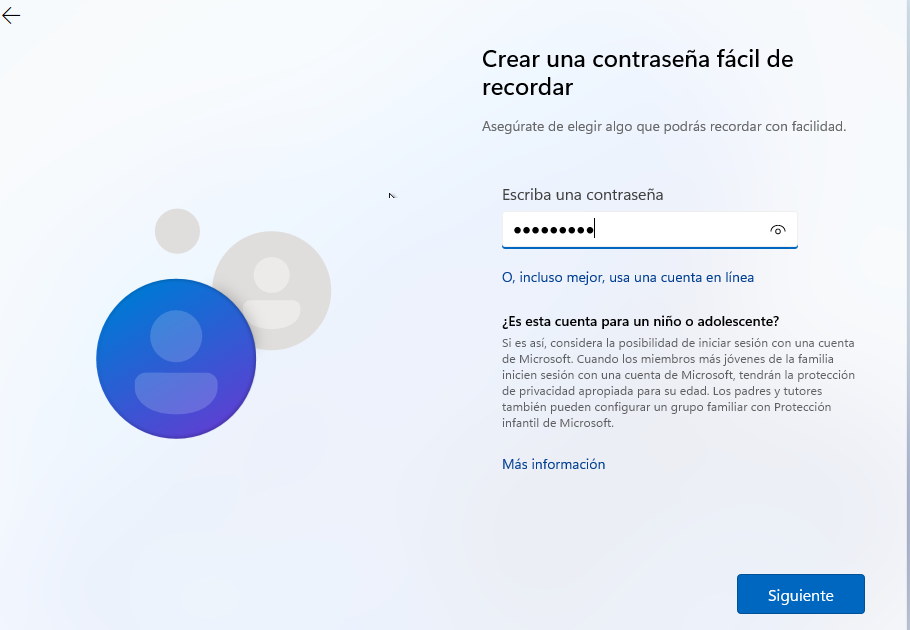 Crear una contraseña fácil de
recordar
Asegúrate de elegir algo que podrás recordar con facilidad.
Escriba una contraseña
●●●●●●●●●
O, incluso mejor, usa una cuenta en línea
¿Es esta cuenta para un niño o adolescente?
Si es así, considera la posibilidad de iniciar sesión con una cuenta
de Microsoft. Cuando los miembros más jóvenes de la familia
inicien sesión con una cuenta de Microsoft, tendrán la protección
de privacidad apropiada para su edad. Los padres y tutores
también pueden configurar un grupo familiar con Protección
infantil de Microsoft.
Más información
Siguiente